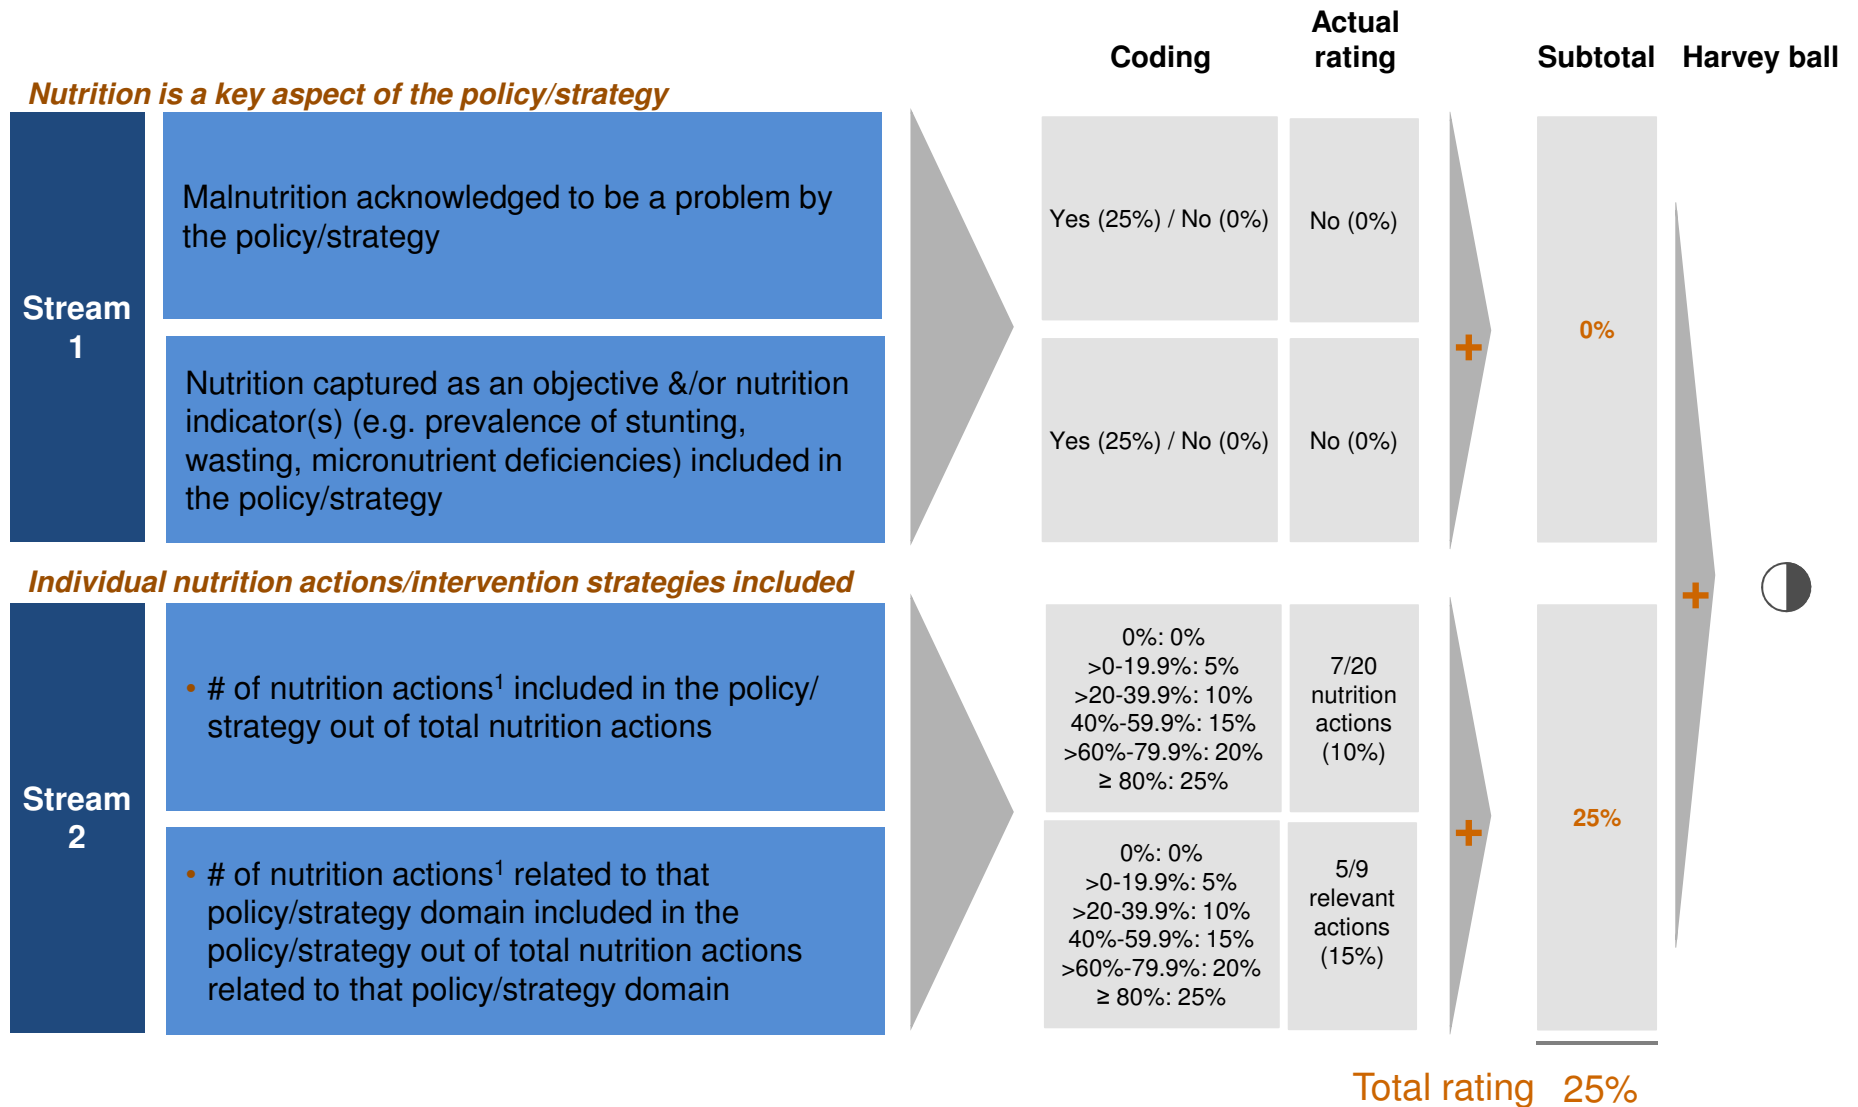 Coding
Actual
rating
Subtotal
Harvey ball
Nutrition is a key aspect of the policy/strategy
Stream
1
Malnutrition acknowledged to be a problem by
the policy/strategy
Yes (25%) / No (0%)
No (0%)
Nutrition captured as an objective &/or nutrition
indicator(s) (e.g. prevalence of stunting,
wasting, micronutrient deficiencies) included in
the policy/strategy
Yes (25%) / No (0%)
No (0%)
+
0%
Individual nutrition actions/intervention strategies included
Stream
2
• # of nutrition actions¹ included in the policy/
strategy out of total nutrition actions
0%: 0%
>0-19.9%: 5%
>20-39.9%: 10%
40%-59.9%: 15%
>60%-79.9%: 20%
≥ 80%: 25%
7/20
nutrition
actions
(10%)
• # of nutrition actions¹ related to that
policy/strategy domain included in the
policy/strategy out of total nutrition actions
related to that policy/strategy domain
0%: 0%
>0-19.9%: 5%
>20-39.9%: 10%
40%-59.9%: 15%
>60%-79.9%: 20%
≥ 80%: 25%
5/9
relevant
actions
(15%)
+
25%
+
Total rating 25%